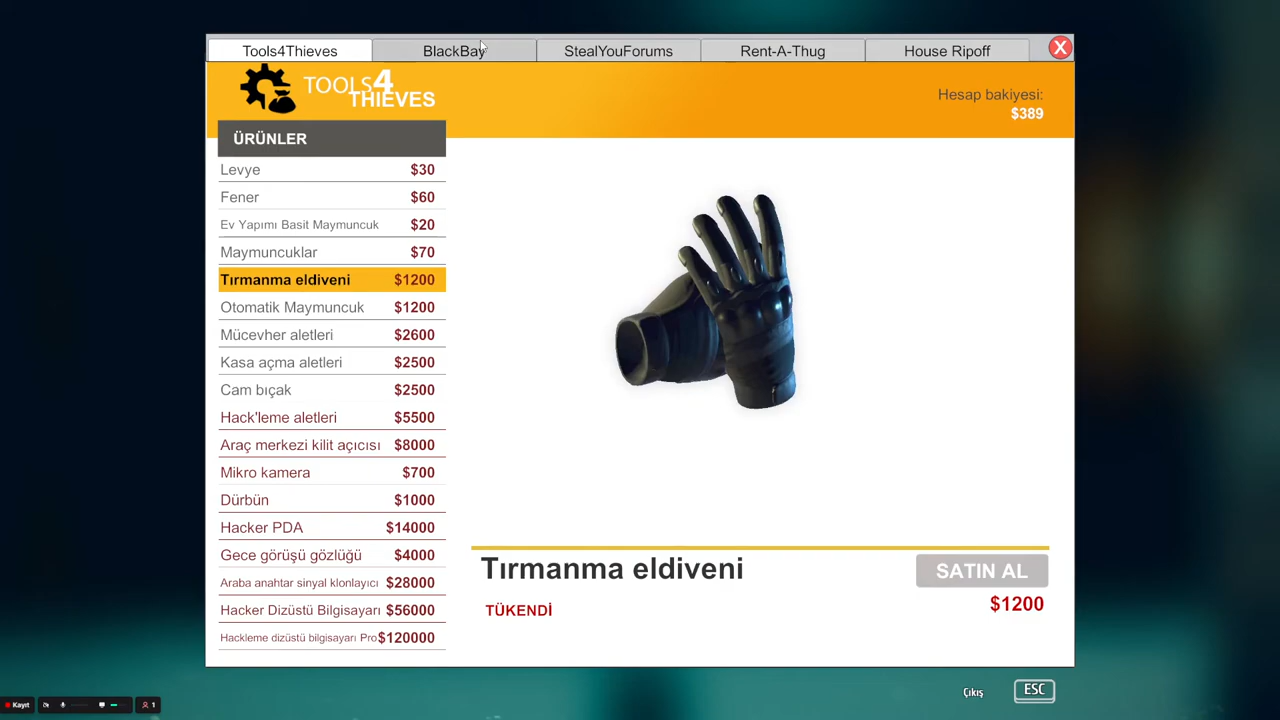 Tools4Thieves BlackBay StealYouForums Rent-A-Thug House Ripoff X
TOOLS4
THIEVES
Hesap bakiyesi:
$389
ÜRÜNLER
Levye $30
Fener $60
Ev Yapımı Basit Maymuncuk $20
Maymuncuklar $70
Tırmanma eldiveni $1200
Otomatik Maymuncuk $1200
Mücevher aletleri $2600
Kasa açma aletleri $2500
Cam bıçak $2500
Hack'leme aletleri $5500
Araç merkezi kilit açıcısı $8000
Mikro kamera $700
Dürbün $1000
Hacker PDA $14000
Gece görüşü gözlüğü $4000
Araba anahtar sinyal klonlayıcı $28000
Hacker Dizüstü Bilgisayarı $56000
Hackleme dizüstü bilgisayarı Pro $120000
Tırmanma eldiveni
SATIN AL
$1200
TÜKENDİ
Çıkış ESC
Kayıt 1